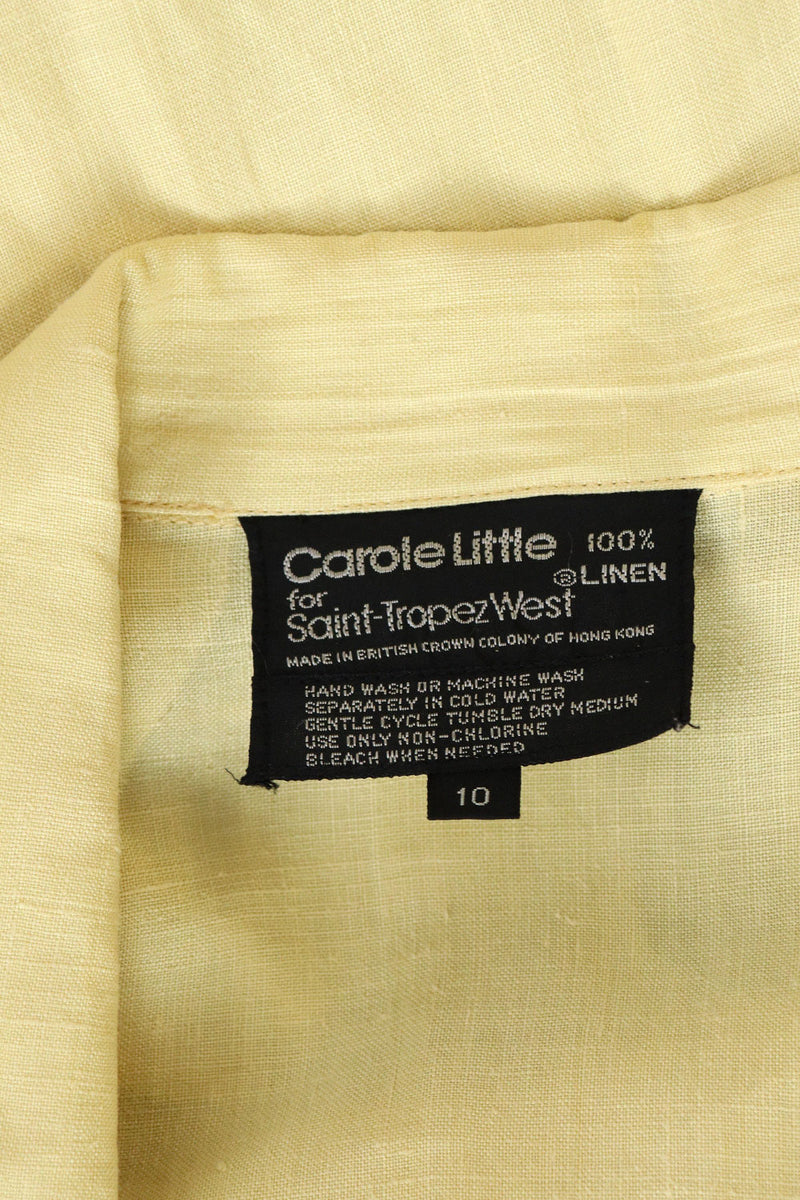 Carole Little 100%
® LINEN
for
Saint-Tropez West
MADE IN BRITISH CROWN COLONY OF HONG KONG
HAND WASH OR MACHINE WASH
SEPARATELY IN COLD WATER
GENTLE CYCLE TUMBLE DRY MEDIUM
USE ONLY NON-CHLORINE
BLEACH WHEN NEEDED
10